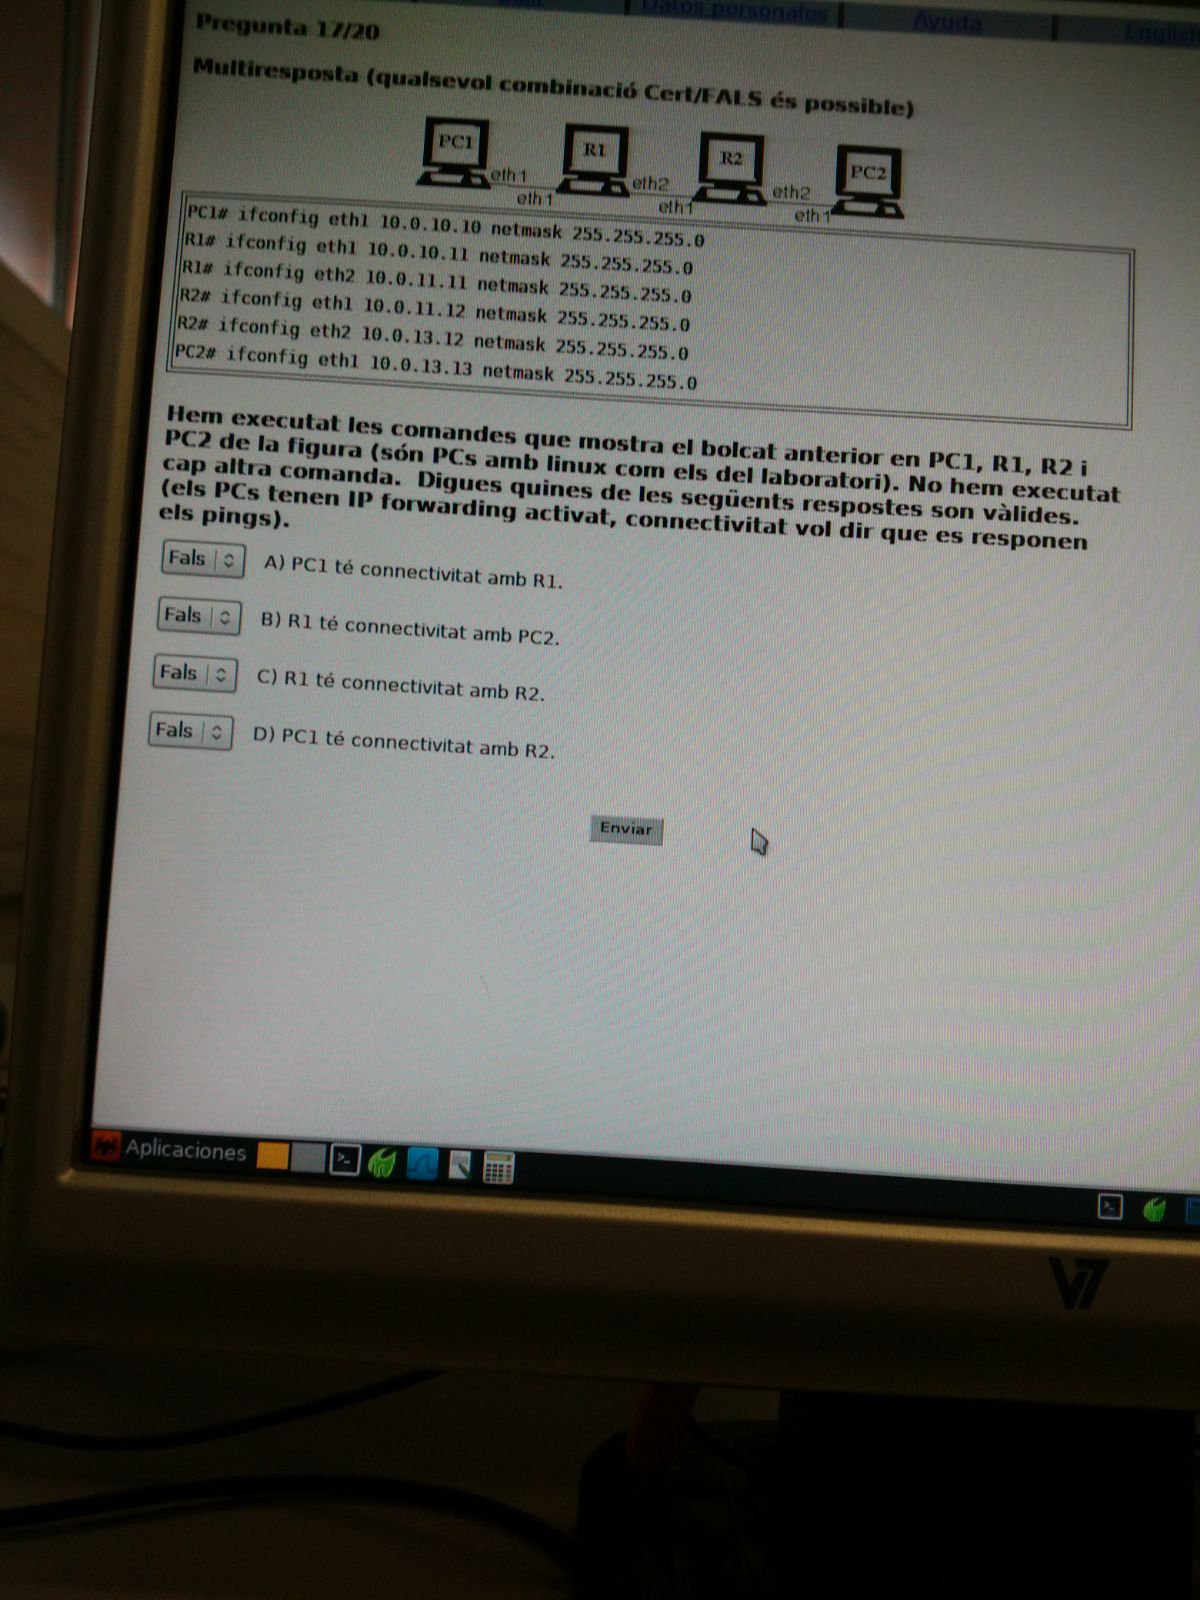 Datos personales
Ayuda
English
Pregunta 17/20
Multiresposta (qualsevol combinació Cert/FALS és possible)
PC1
R1
R2
PC2
eth1
eth1
eth2
eth1
eth2
eth1
PC1# ifconfig eth1 10.0.10.10 netmask 255.255.255.0
R1# ifconfig eth1 10.0.10.11 netmask 255.255.255.0
R1# ifconfig eth2 10.0.11.11 netmask 255.255.255.0
R2# ifconfig eth1 10.0.11.12 netmask 255.255.255.0
R2# ifconfig eth2 10.0.13.12 netmask 255.255.255.0
PC2# ifconfig eth1 10.0.13.13 netmask 255.255.255.0
Hem executat les comandes que mostra el bolcat anterior en PC1, R1, R2 i
PC2 de la figura (són PCs amb linux com els del laboratori). No hem executat
cap altra comanda. Digues quines de les següents respostes son vàlides.
(els PCs tenen IP forwarding activat, connectivitat vol dir que es responen
els pings).
Fals A) PC1 té connectivitat amb R1.
Fals B) R1 té connectivitat amb PC2.
Fals C) R1 té connectivitat amb R2.
Fals D) PC1 té connectivitat amb R2.
Enviar
Aplicaciones
V7